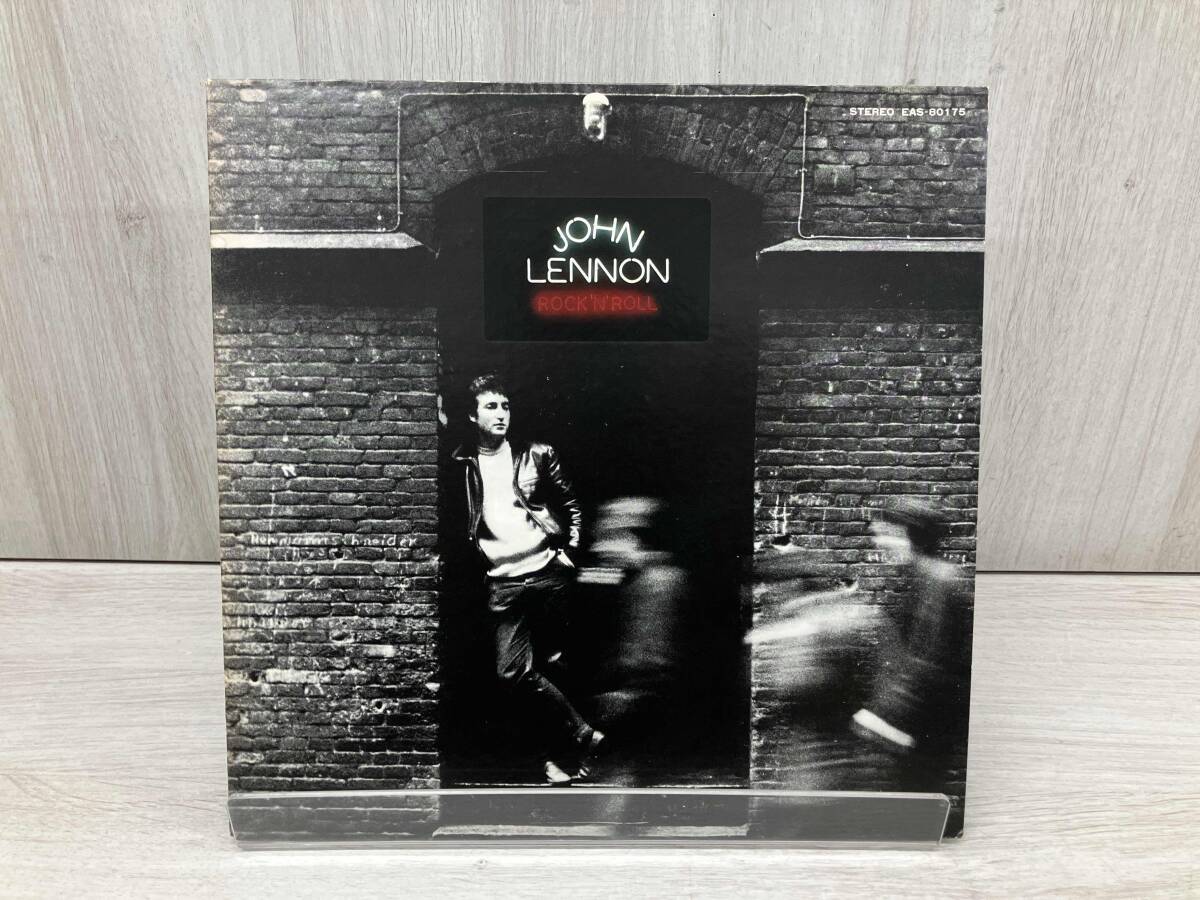 STEREO EAS-80175
JOHN
LENNON
ROCK'N'ROLL
N